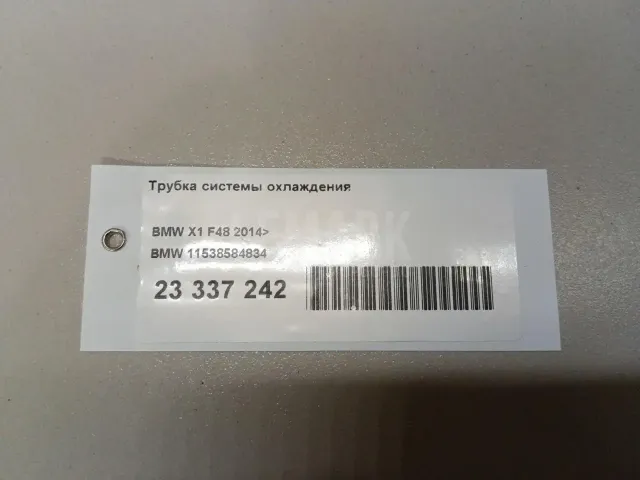 Трубка системы охлаждения
BMW X1 F48 2014>
BMW 11538584834
23 337 242